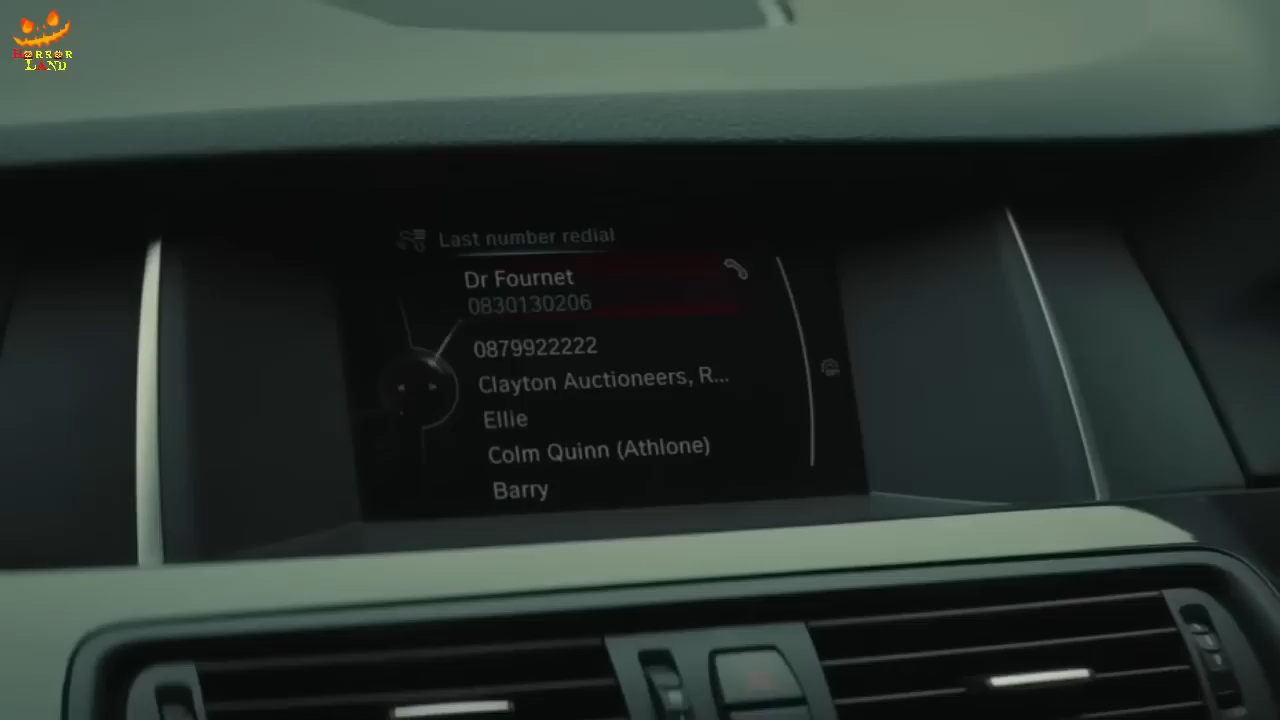 HORROR
LAND
Last number redial
Dr Fournet
0830130206
0879922222
Clayton Auctioneers, R...
Ellie
Colm Quinn (Athlone)
Barry